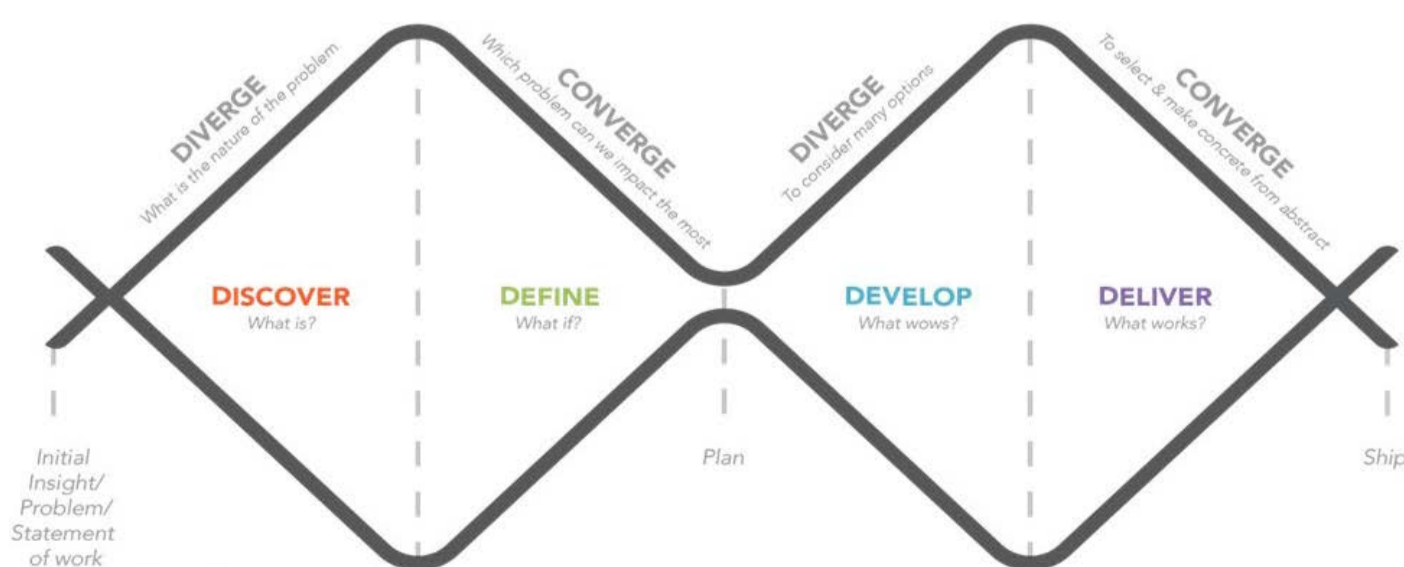 DIVERGE
What is the nature of the problem
CONVERGE
Which problem can we impact the most
DIVERGE
To consider many options
CONVERGE
To select & make concrete from abstract
DISCOVER
What is?
DEFINE
What if?
DEVELOP
What wows?
DELIVER
What works?
Initial
Insight/
Problem/
Statement
of work
Plan
Ship